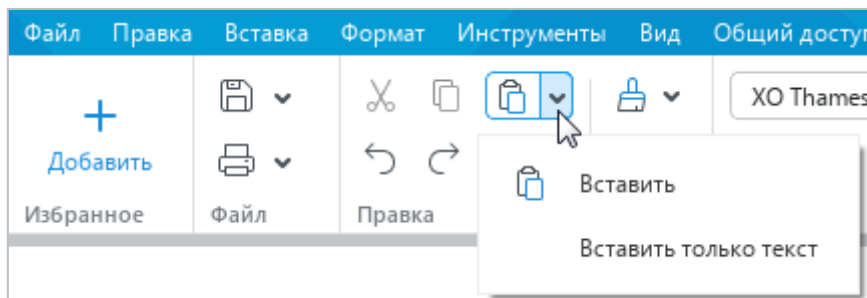 Файл Правка Вставка Формат Инструменты Вид Общий доступ
XO Thames
Добавить
Вставить
Избранное Файл Правка
Вставить только текст